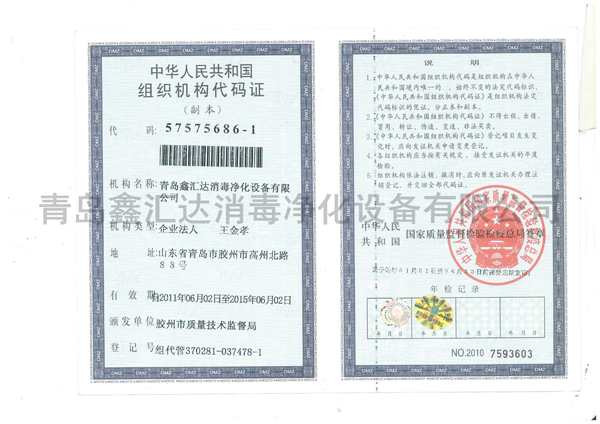 中华人民共和国
组织机构代码证
(副本)
代 码: 57575686-1
机构名称: 青岛鑫汇达消毒净化设备有限
公司
机构类型: 企业法人 王金孝
地 址: 山东省青岛市胶州市高州北路
88号
有 效 期 自2011年06月02日至2015年06月02日
颁发单位 胶州市质量技术监督局
登 记 号 组代管370281-037478-1
说 明
1. 中华人民共和国组织机构代码是组织机构在中华人
民共和国境内唯一的、始终不变的法定代码标识,
《中华人民共和国组织机构代码证》是组织机构法定
代码标识的凭证,分正本和副本。
2. 《中华人民共和国组织机构代码证》不得出租、出借、
冒用、转让、伪造、变造、非法买卖。
3. 《中华人民共和国组织机构代码证》登记项目发生变
化时,应向发证机关申请变更登记。
4. 各组织机构应当按有关规定,接受发证机关的年度
检验。
5. 组织机构依法注销、撤消时,应向原发证机关办理注
销登记,并交回全部代码证。
中华人民
共和国
国家质量监督检验检疫总局签章
年检记录
年 月 日 年 月 日 年 月 日 年 月 日
NO.2010 7593603
青岛鑫汇达消毒净化设备有限公司